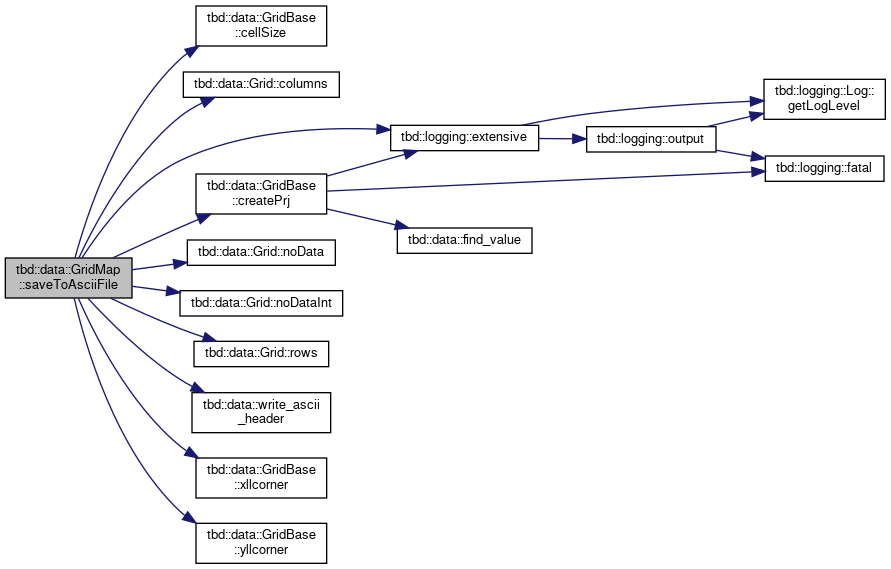 tbd::data::GridMap
::saveToAsciiFile
tbd::data::GridBase
::cellSize
tbd::data::Grid::columns
tbd::logging::extensive
tbd::logging::output
tbd::logging::Log::
getLogLevel
tbd::logging::fatal
tbd::data::GridBase
::createPrj
tbd::data::find_value
tbd::data::Grid::noData
tbd::data::Grid::noDataInt
tbd::data::Grid::rows
tbd::data::write_ascii
_header
tbd::data::GridBase
::xllcorner
tbd::data::GridBase
::yllcorner